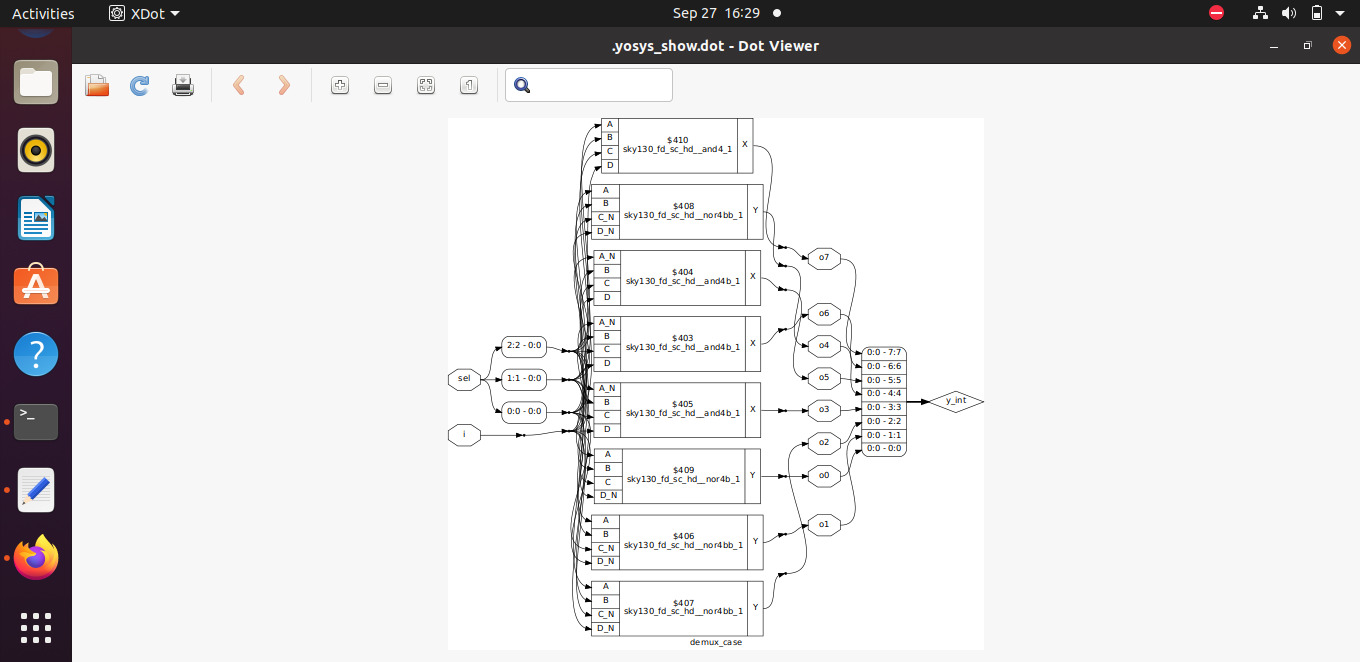 Activities XDot Sep 27 16:29
.yosys_show.dot - Dot Viewer
A
B
C
D
$410
sky130_fd_sc_hd__and4_1
X
A
B
C_N
D_N
$408
sky130_fd_sc_hd__nor4bb_1
Y
A_N
B
C
D
$404
sky130_fd_sc_hd__and4b_1
X
A_N
B
C
D
$403
sky130_fd_sc_hd__and4b_1
X
A_N
B
C
D
$405
sky130_fd_sc_hd__and4b_1
X
A
B
C
D_N
$409
sky130_fd_sc_hd__nor4b_1
Y
A
B
C_N
D_N
$406
sky130_fd_sc_hd__nor4bb_1
Y
A
B
C_N
D_N
$407
sky130_fd_sc_hd__nor4bb_1
Y
sel
i
2:2 - 0:0
1:1 - 0:0
0:0 - 0:0
o7
o6
o4
o5
o3
o2
o0
o1
0:0 - 7:7
0:0 - 6:6
0:0 - 5:5
0:0 - 4:4
0:0 - 3:3
0:0 - 2:2
0:0 - 1:1
0:0 - 0:0
y_int
demux_case